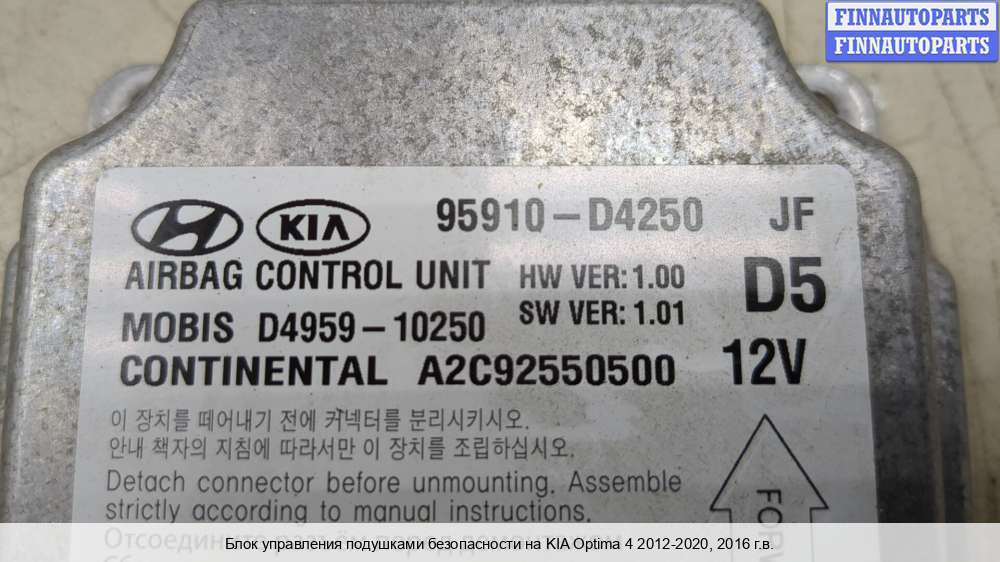 FINNAUTOPARTS
FINNAUTOPARTS
KIA 95910-D4250 JF
AIRBAG CONTROL UNIT HW VER:1.00 D5
MOBIS D4959-10250 SW VER: 1.01
CONTINENTAL A2C92550500 12V
이 장치를 떼어내기 전에 커넥터를 분리시키시오.
안내 책자의 지침에 따라서만 이 장치를 조립하십시오.
Detach connector before unmounting. Assemble
strictly according to manual instructions.
Блок управления подушками безопасности на KIA Optima 4 2012-2020, 2016 г.в.